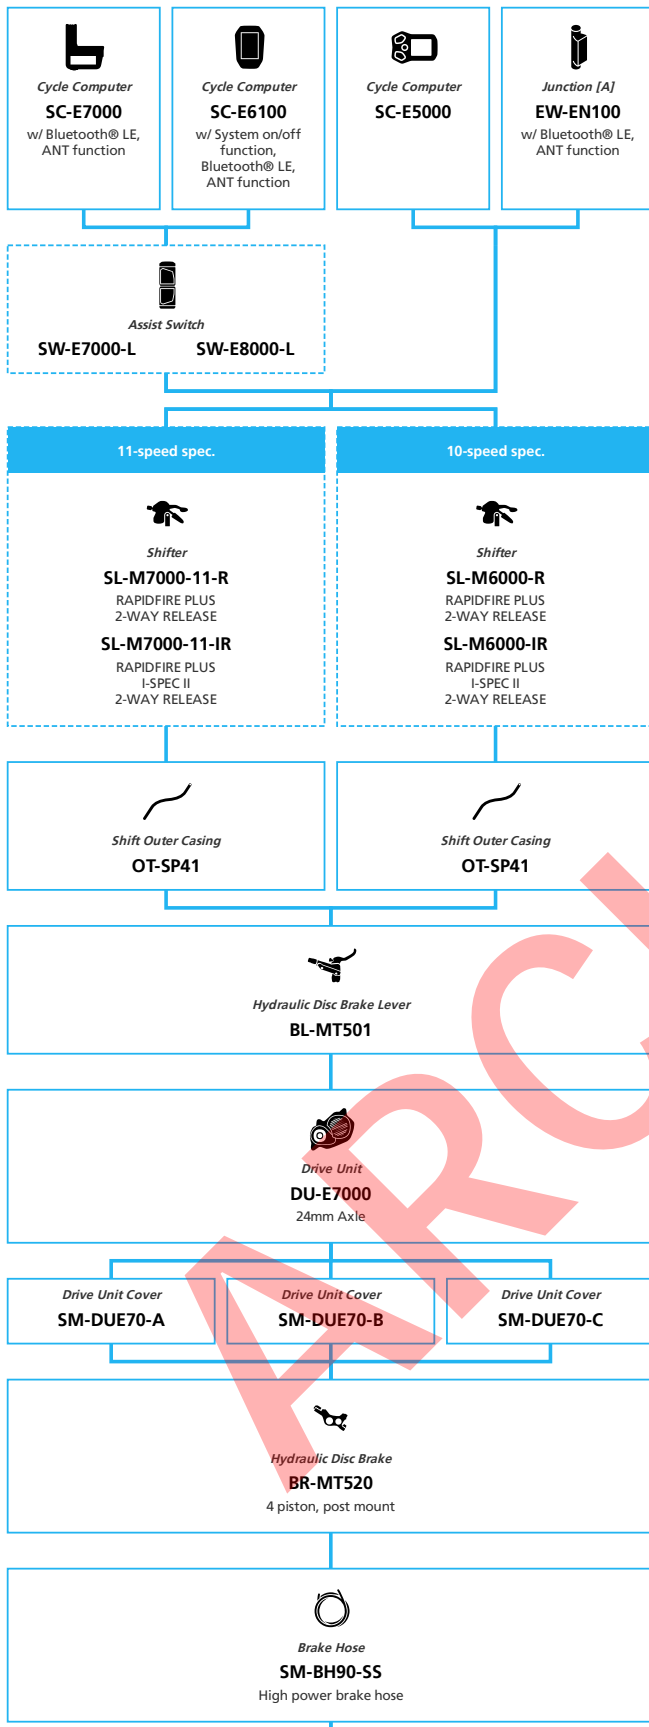 Cycle Computer
SC-E7000
w/ Bluetooth® LE,
ANT function
Cycle Computer
SC-E6100
w/ System on/off
function,
Bluetooth® LE,
ANT function
Cycle Computer
SC-E5000
Junction [A]
EW-EN100
w/ Bluetooth® LE,
ANT function
Assist Switch
SW-E7000-L SW-E8000-L
11-speed spec.
Shifter
SL-M7000-11-R
RAPIDFIRE PLUS
2-WAY RELEASE
SL-M7000-11-IR
RAPIDFIRE PLUS
I-SPEC II
2-WAY RELEASE
10-speed spec.
Shifter
SL-M6000-R
RAPIDFIRE PLUS
2-WAY RELEASE
SL-M6000-IR
RAPIDFIRE PLUS
I-SPEC II
2-WAY RELEASE
Shift Outer Casing
OT-SP41
Shift Outer Casing
OT-SP41
Hydraulic Disc Brake Lever
BL-MT501
Drive Unit
DU-E7000
24mm Axle
Drive Unit Cover
SM-DUE70-A
Drive Unit Cover
SM-DUE70-B
Drive Unit Cover
SM-DUE70-C
Hydraulic Disc Brake
BR-MT520
4 piston, post mount
Brake Hose
SM-BH90-SS
High power brake hose
ARC